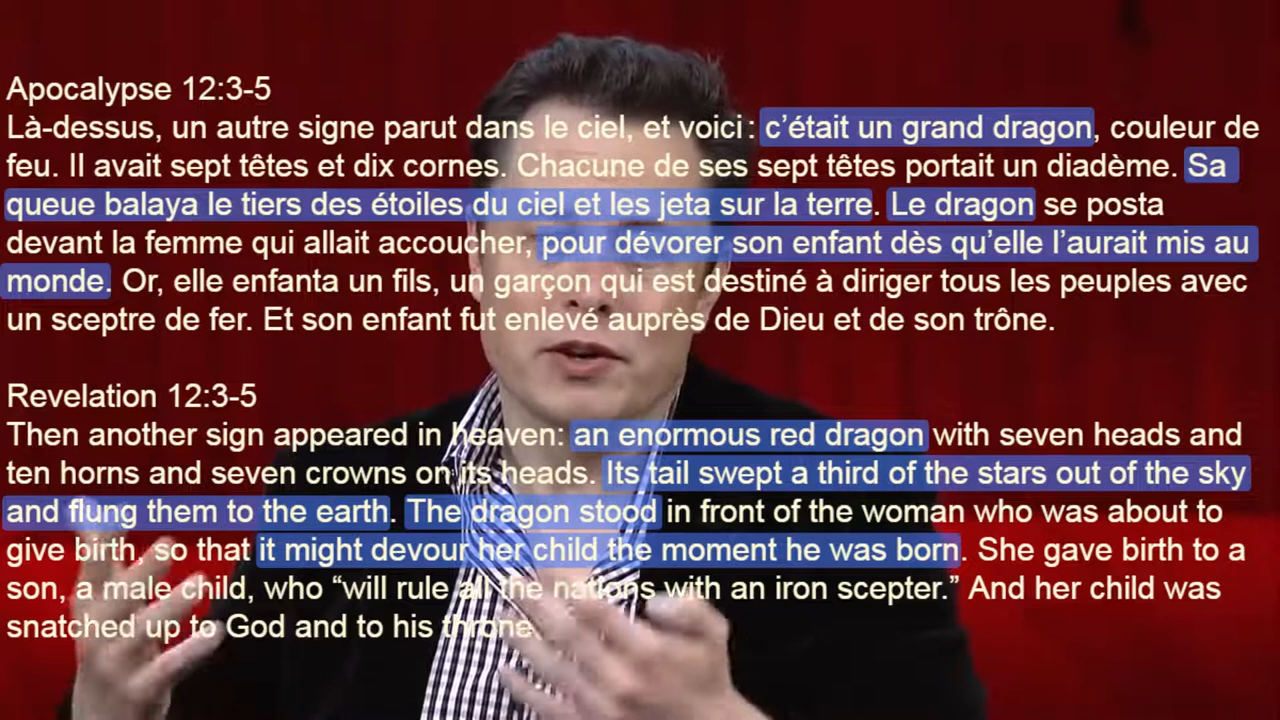 Apocalypse 12:3-5
Là-dessus, un autre signe parut dans le ciel, et voici : c’était un grand dragon, couleur de
feu. Il avait sept têtes et dix cornes. Chacune de ses sept têtes portait un diadème. Sa
queue balaya le tiers des étoiles du ciel et les jeta sur la terre. Le dragon se posta
devant la femme qui allait accoucher, pour dévorer son enfant dès qu’elle l’aurait mis au
monde. Or, elle enfanta un fils, un garçon qui est destiné à diriger tous les peuples avec
un sceptre de fer. Et son enfant fut enlevé auprès de Dieu et de son trône.
Revelation 12:3-5
Then another sign appeared in heaven: an enormous red dragon with seven heads and
ten horns and seven crowns on its heads. Its tail swept a third of the stars out of the sky
and flung them to the earth. The dragon stood in front of the woman who was about to
give birth, so that it might devour her child the moment he was born. She gave birth to a
son, a male child, who “will rule all the nations with an iron scepter.” And her child was
snatched up to God and to his throne.